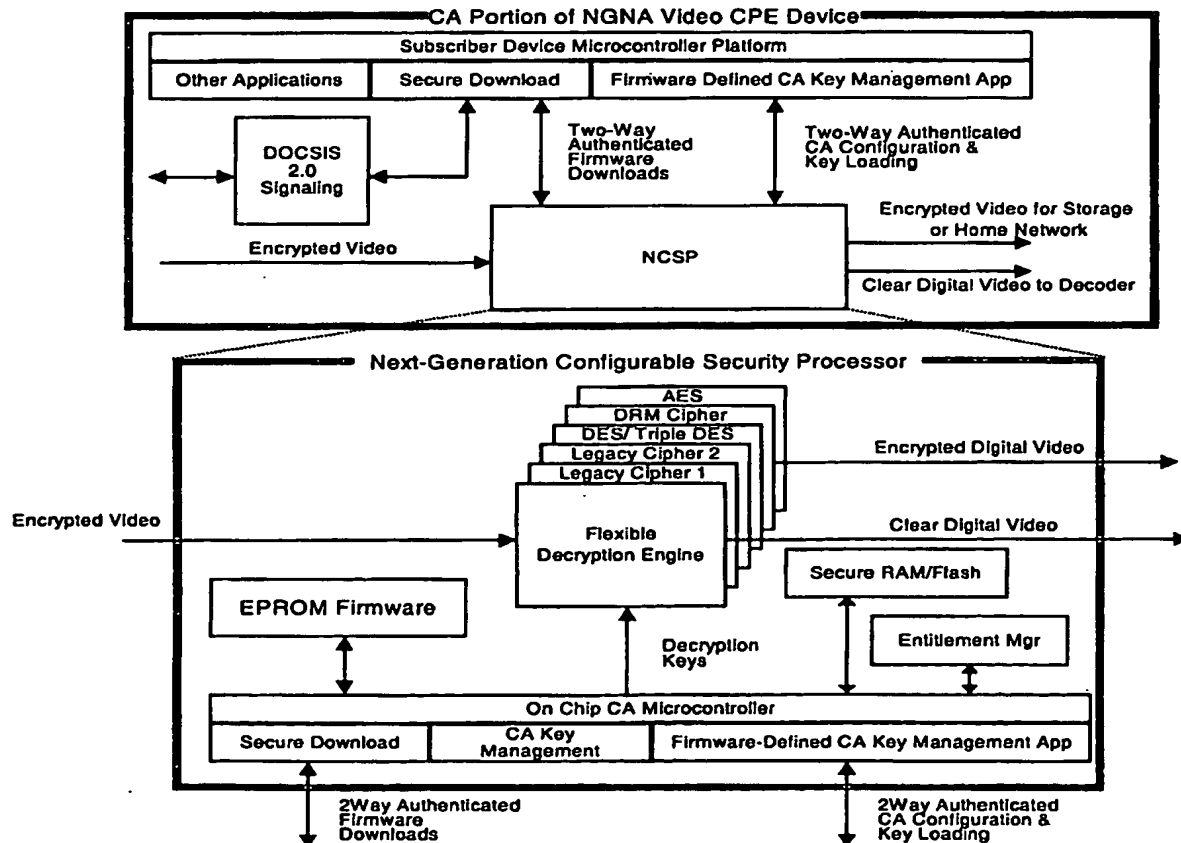 CA Portion of NGNA Video CPE Device
Subscriber Device Microcontroller Platform
Other Applications
Secure Download
Firmware Defined CA Key Management App
DOCSIS
2.0
Signaling
Two-Way
Authenticated
Firmware
Downloads
Two-Way Authenticated
CA Configuration &
Key Loading
Encrypted Video
NCSP
Encrypted Video for Storage
or Home Network
Clear Digital Video to Decoder
Next-Generation Configurable Security Processor
AES
DRM Cipher
DES/ Triple DES
Legacy Cipher 2
Legacy Cipher 1
Flexible
Decryption Engine
Encrypted Digital Video
Encrypted Video
Clear Digital Video
Secure RAM/Flash
EPROM Firmware
Decryption
Keys
Entitlement Mgr
On Chip CA Microcontroller
Secure Download
CA Key
Management
Firmware-Defined CA Key Management App
2Way Authenticated
Firmware
Downloads
2Way Authenticated
CA Configuration &
Key Loading